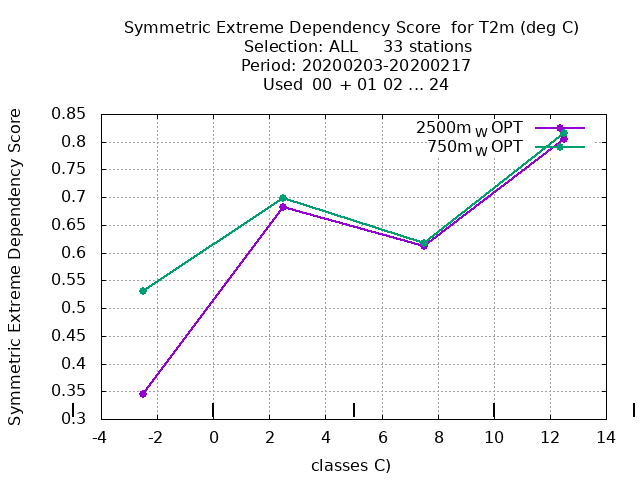 Symmetric Extreme Dependency Score for T2m (deg C)
Selection: ALL 33 stations
Period: 20200203-20200217
Used 00 + 01 02 ... 24
Symmetric Extreme Dependency Score
0.85
0.8
0.75
0.7
0.65
0.6
0.55
0.5
0.45
0.4
0.35
0.3
2500m W OPT
750m W OPT
-4 -2 0 2 4 6 8 10 12 14
classes C)